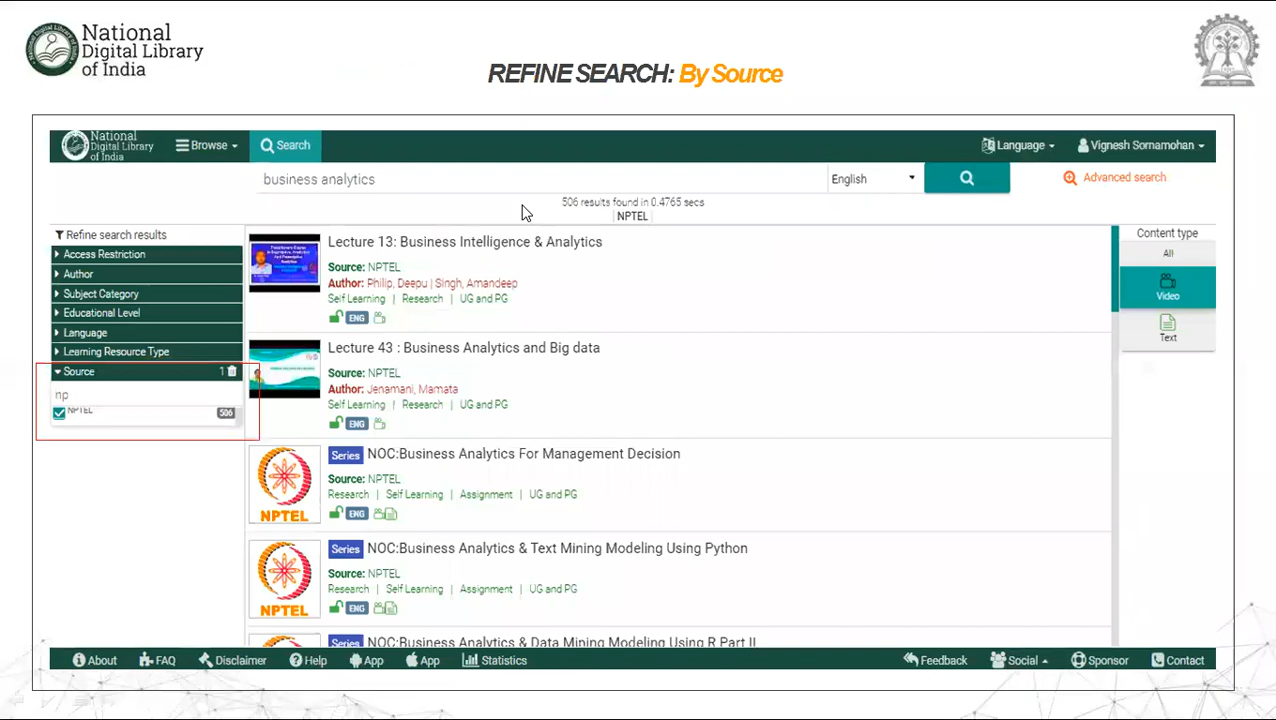 National
Digital Library
of India
REFINE SEARCH: By Source
National
Digital Library
of India
Browse
Search
Language
Vignesh Sornamohan
business analytics
English
Advanced search
506 results found in 0.4765 secs
NPTEL
Refine search results
Access Restriction
Author
Subject Category
Educational Level
Language
Learning Resource Type
Source 1
np
NPTEL 506
Lecture 13: Business Intelligence & Analytics
Source: NPTEL
Author: Philip, Deepu | Singh, Amandeep
Self Learning | Research | UG and PG
ENG
Lecture 43 : Business Analytics and Big data
Source: NPTEL
Author: Jenamani, Mamata
Self Learning | Research | UG and PG
ENG
NPTEL
Series NOC:Business Analytics For Management Decision
Source: NPTEL
Research | Self Learning | Assignment | UG and PG
ENG
NPTEL
Series NOC:Business Analytics & Text Mining Modeling Using Python
Source: NPTEL
Research | Self Learning | Assignment | UG and PG
ENG
Series NOC:Business Analytics & Data Mining Modeling Using R Part II
Content type
All
Video
Text
About
FAQ
Disclaimer
Help
App
App
Statistics
Feedback
Social
Sponsor
Contact